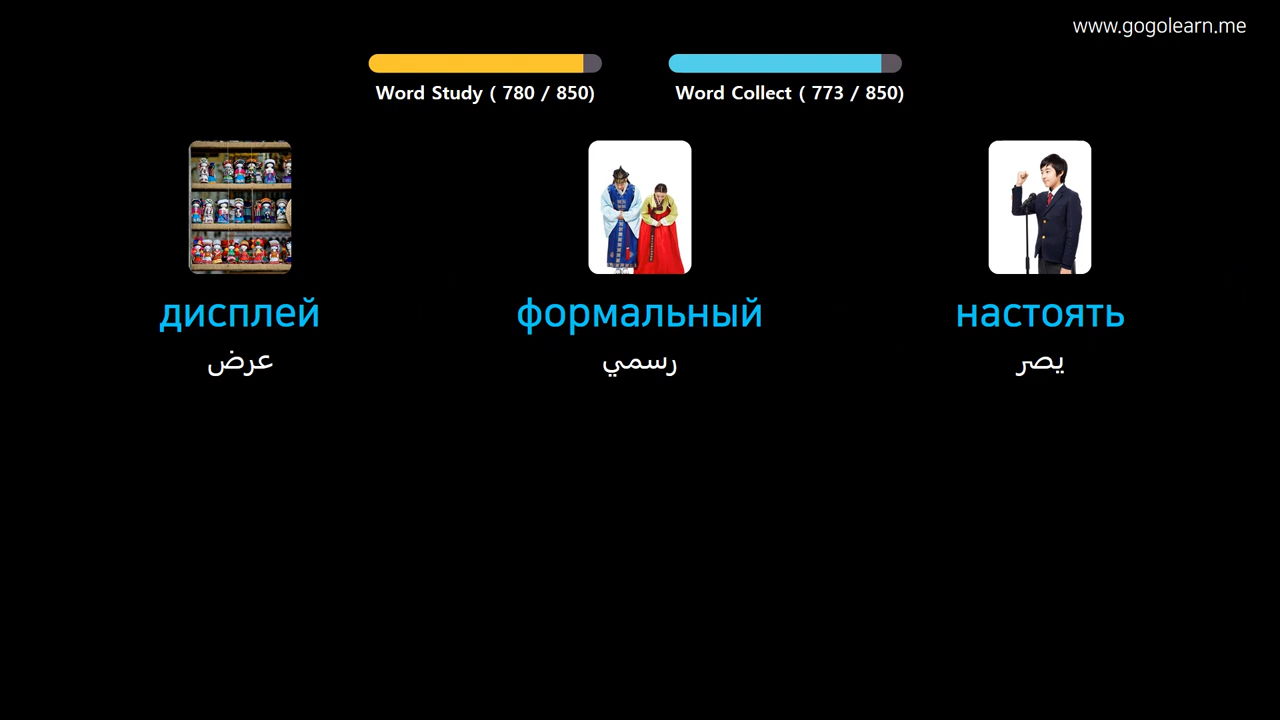 www.gogolearn.me
Word Study ( 780 / 850)
Word Collect ( 773 / 850)
дисплей
عرض
формальный
رسمي
настоять
يصر